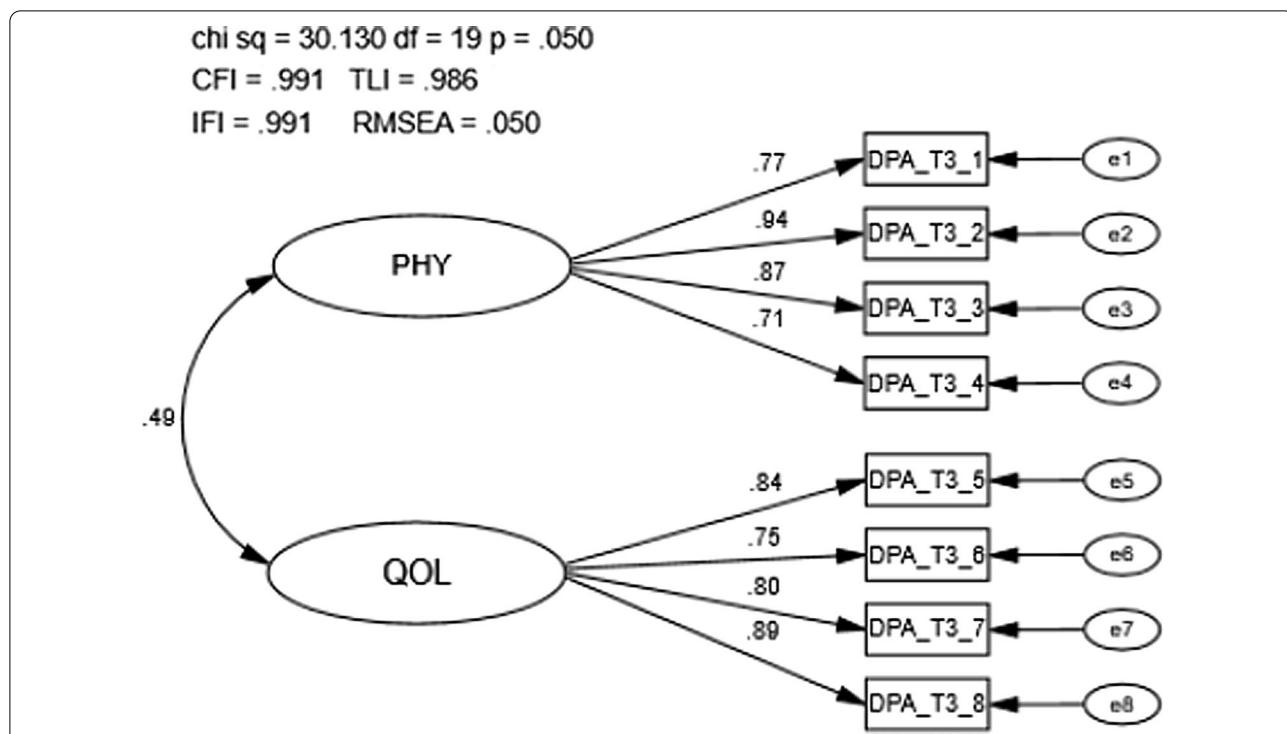 chi sq = 30.130 df = 19 p = .050
CFI = .991 TLI = .986
IFI = .991 RMSEA = .050
.77
DPA_T3_1
e1
.94
DPA_T3_2
e2
PHY
.87
DPA_T3_3
e3
.71
DPA_T3_4
e4
.49
.84
DPA_T3_5
e5
.75
DPA_T3_6
e6
QOL
.80
DPA_T3_7
e7
.89
DPA_T3_8
e8